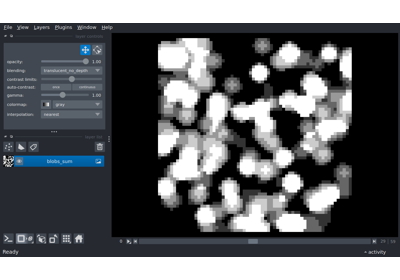 File View Layers Plugins Window Help
opacity: 1.00
blending: translucent_no_depth
contrast limits:
auto-contrast: once continuous
gamma: 1.00
colormap: gray
interpolation: nearest
blobs_sum
Ready
activity